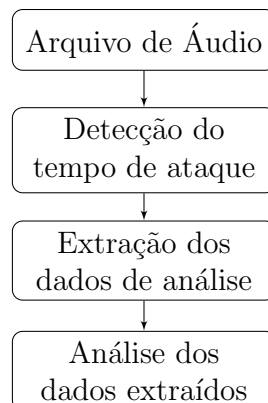 Arquivo de Áudio
Detecção do
tempo de ataque
Extração dos
dados de análise
Análise dos
dados extraídos